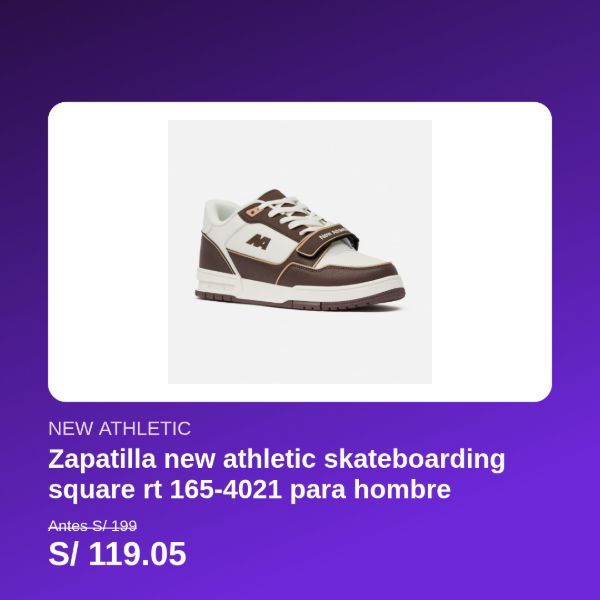 NEW ATHLETIC
Zapatilla new athletic skateboarding
square rt 165-4021 para hombre
Antes S/ 199
S/ 119.05